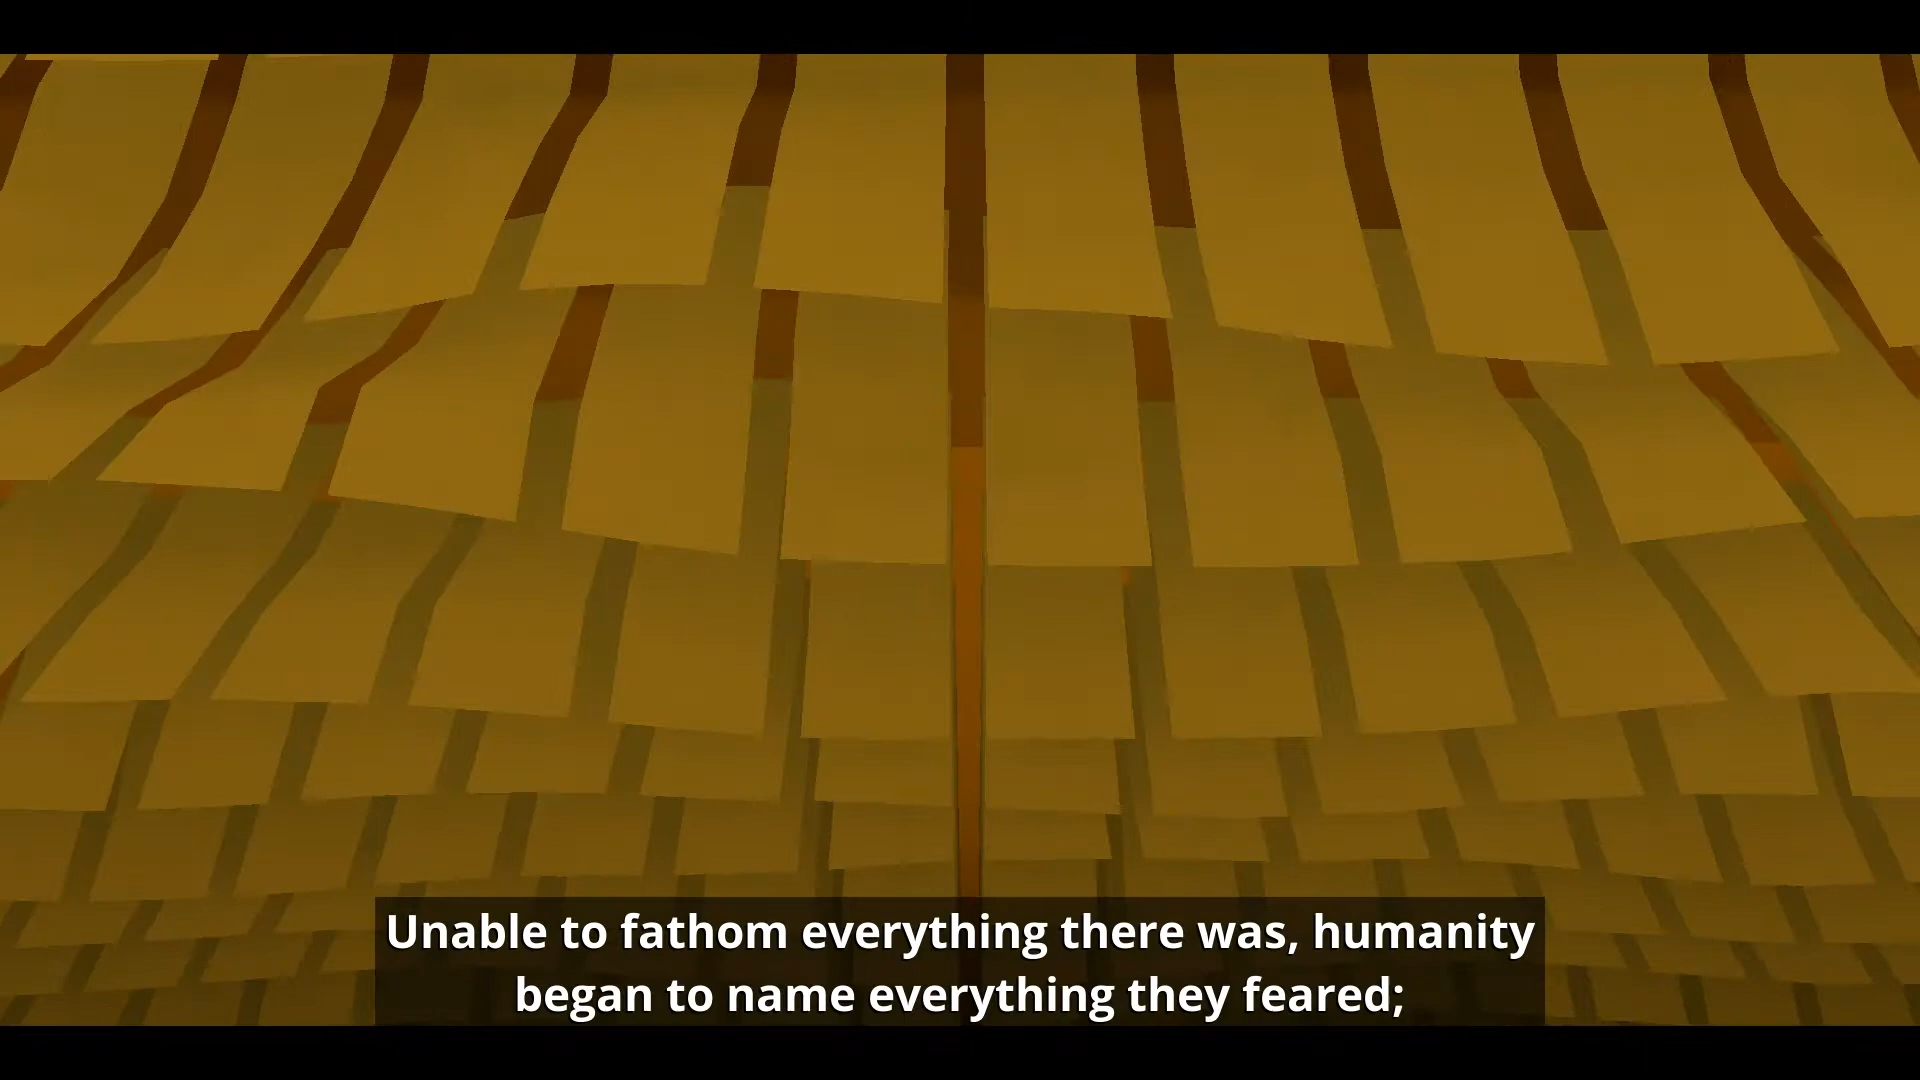 Unable to fathom everything there was, humanity
began to name everything they feared;